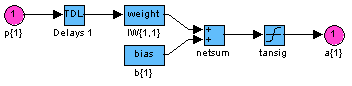 1
p{1}
TDL
Delays 1
weight
IW{1,1}
bias
b{1}
+
+
netsum
tansig
1
a{1}